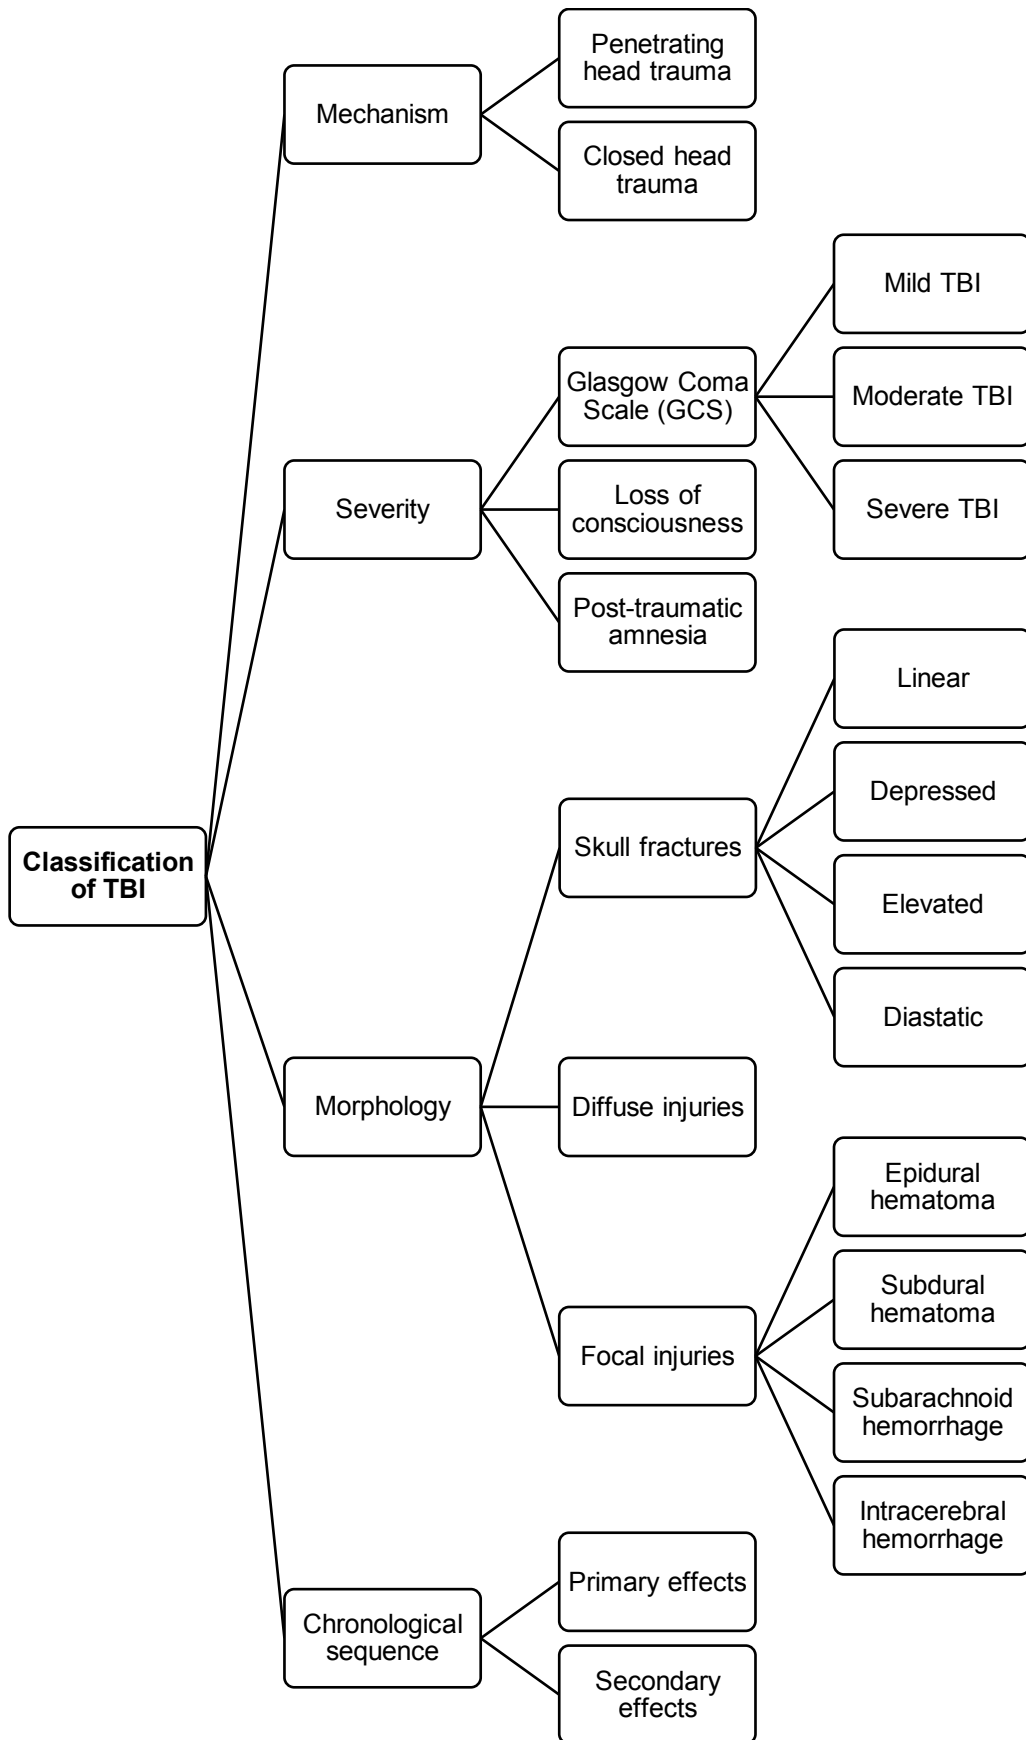 Penetrating
head trauma
Mechanism
Closed head
trauma
Mild TBI
Glasgow Coma
Scale (GCS)
Moderate TBI
Severity
Loss of
consciousness
Severe TBI
Post-traumatic
amnesia
Linear
Depressed
Classification
of TBI
Skull fractures
Elevated
Diastatic
Morphology
Diffuse injuries
Epidural
hematoma
Subdural
hematoma
Focal injuries
Subarachnoid
hemorrhage
Intracerebral
hemorrhage
Primary effects
Chronological
sequence
Secondary
effects